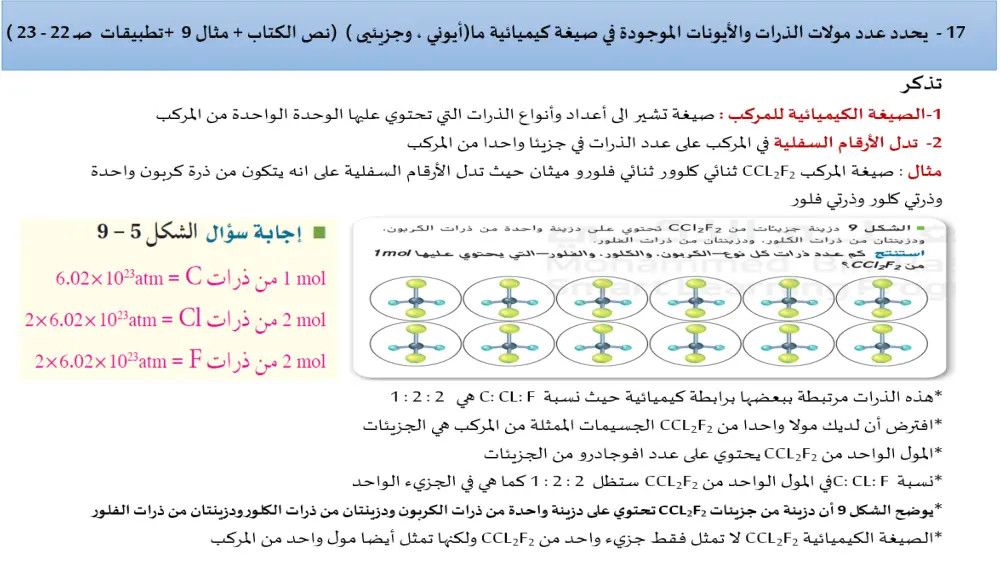 17 - يحدد عدد مولات الذرات والأيونات الموجودة في صيغة كيميائية ما(أيوني ، وجزيئي ) (نص الكتاب + مثال 9 +تطبيقات صـ 22 - 23 )
تذكر
1-الصيغة الكيميائية للمركب : صيغة تشير الى أعداد وأنواع الذرات التي تحتوي عليها الوحدة الواحدة من المركب
2- تدل الأرقام السفلية في المركب على عدد الذرات في جزيئا واحدا من المركب
مثال : صيغة المركب CCL₂F₂ ثنائي كلوور ثنائي فلورو ميثان حيث تدل الأرقام السفلية على انه يتكون من ذرة كربون واحدة
وذرتي كلور وذرتي فلور
الشكل 9 دزينة جزيئات من CCl₂F₂ تحتوي على دزينة واحدة من ذرات الكربون،
ودزينتان من ذرات الكلور، ودزينتان من ذرات الفلور.
استنتج كم عدد ذرات كل نوع—الكربون، والكلور، والفلور—التي يحتوي عليها 1mol
من CCl₂F₂؟
إجابة سؤال الشكل 5 – 9
1 mol من ذرات C = 6.02×10²³atm
2 mol من ذرات Cl = 2×6.02×10²³atm
2 mol من ذرات F = 2×6.02×10²³atm
*هذه الذرات مرتبطة ببعضها برابطة كيميائية حيث نسبة C: CL: F هي 2 : 2 : 1
*افترض أن لديك مولا واحدا من CCL₂F₂ الجسيمات الممثلة من المركب هي الجزيئات
*المول الواحد من CCL₂F₂ يحتوي على عدد افوجادرو من الجزيئات
*نسبة C: CL: Fفي المول الواحد من CCL₂F₂ ستظل 2 : 2 : 1 كما هي في الجزيء الواحد
*يوضح الشكل 9 أن دزينة من جزيئات CCL₂F₂ تحتوي على دزينة واحدة من ذرات الكربون ودزينتان من ذرات الكلورودزينتان من ذرات الفلور
*الصيغة الكيميائية CCL₂F₂ لا تمثل فقط جزيء واحد من CCL₂F₂ ولكنها تمثل أيضا مول واحد من المركب